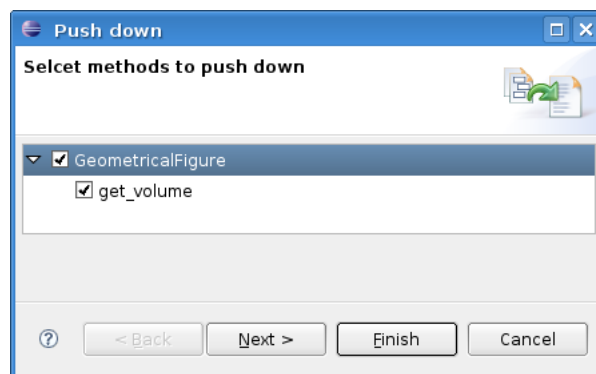 Push down
Selcet methods to push down
GeometricalFigure
get_volume
< Back Next > Finish Cancel